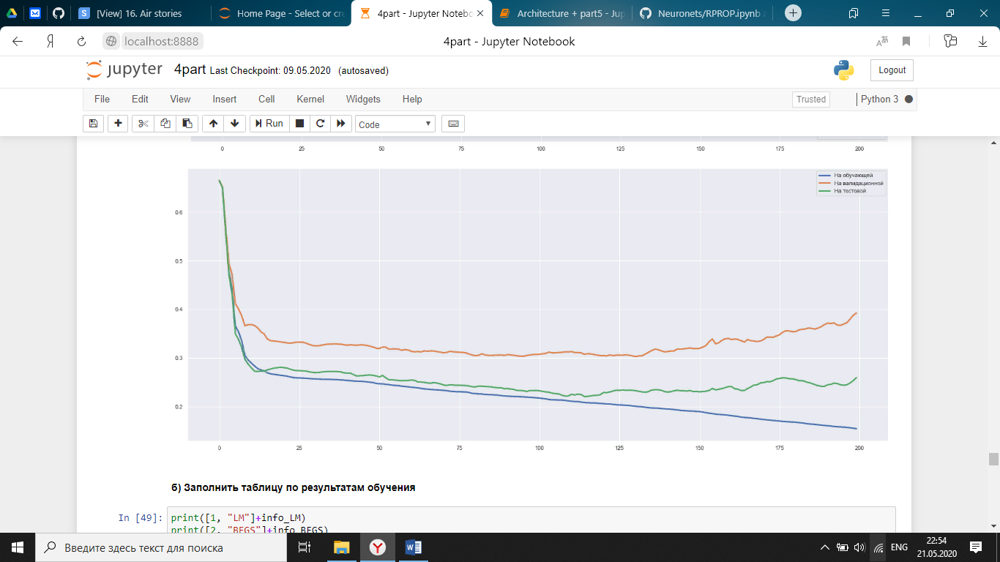 [View] 16. Air stories
Home Page - Select or cre
4part - Jupyter Notebo
Architecture + part5 - Jup
Neuronets/RPROP.ipynb
localhost:8888
4part - Jupyter Notebook
jupyter 4part Last Checkpoint: 09.05.2020 (autosaved)
Logout
File Edit View Insert Cell Kernel Widgets Help
Trusted
Python 3
Run
Code
0 25 50 75 100 125 150 175 200
На обучающей
На валидационной
На тестовой
0.6
0.5
0.4
0.3
0.2
0 25 50 75 100 125 150 175 200
б) Заполнить таблицу по результатам обучения
In [49]: print([1, "LM"]+info_LM)
print([2, "BFGS"]+info_BFGS)
Введите здесь текст для поиска
ENG
22:54
21.05.2020